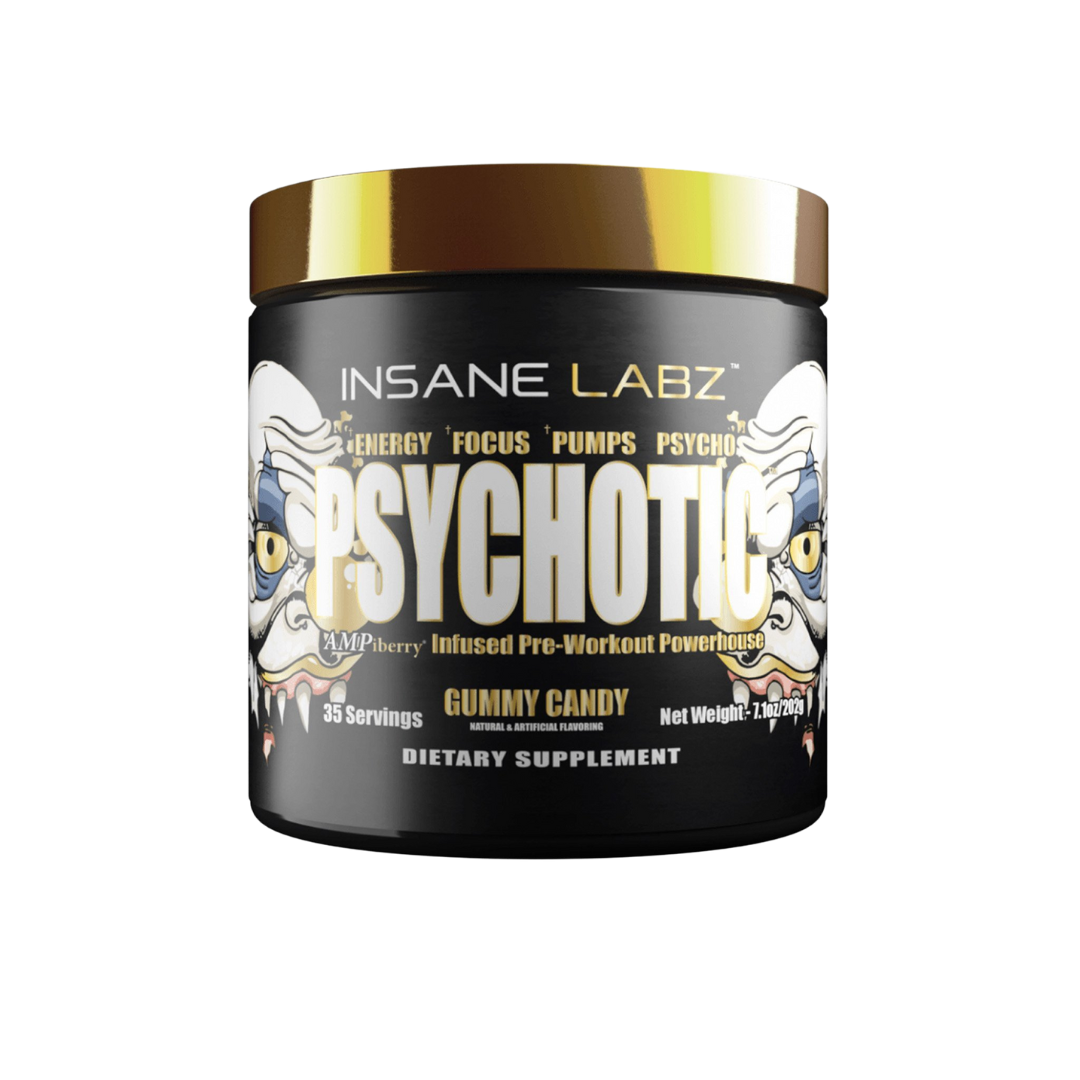 INSANE LABZ™
†ENERGY †FOCUS †PUMPS PSYCHO
PSYCHOTIC™
AMPiberry® Infused Pre-Workout Powerhouse
35 Servings
GUMMY CANDY
NATURAL & ARTIFICIAL FLAVORING
Net Weight - 7.1oz/202g
DIETARY SUPPLEMENT